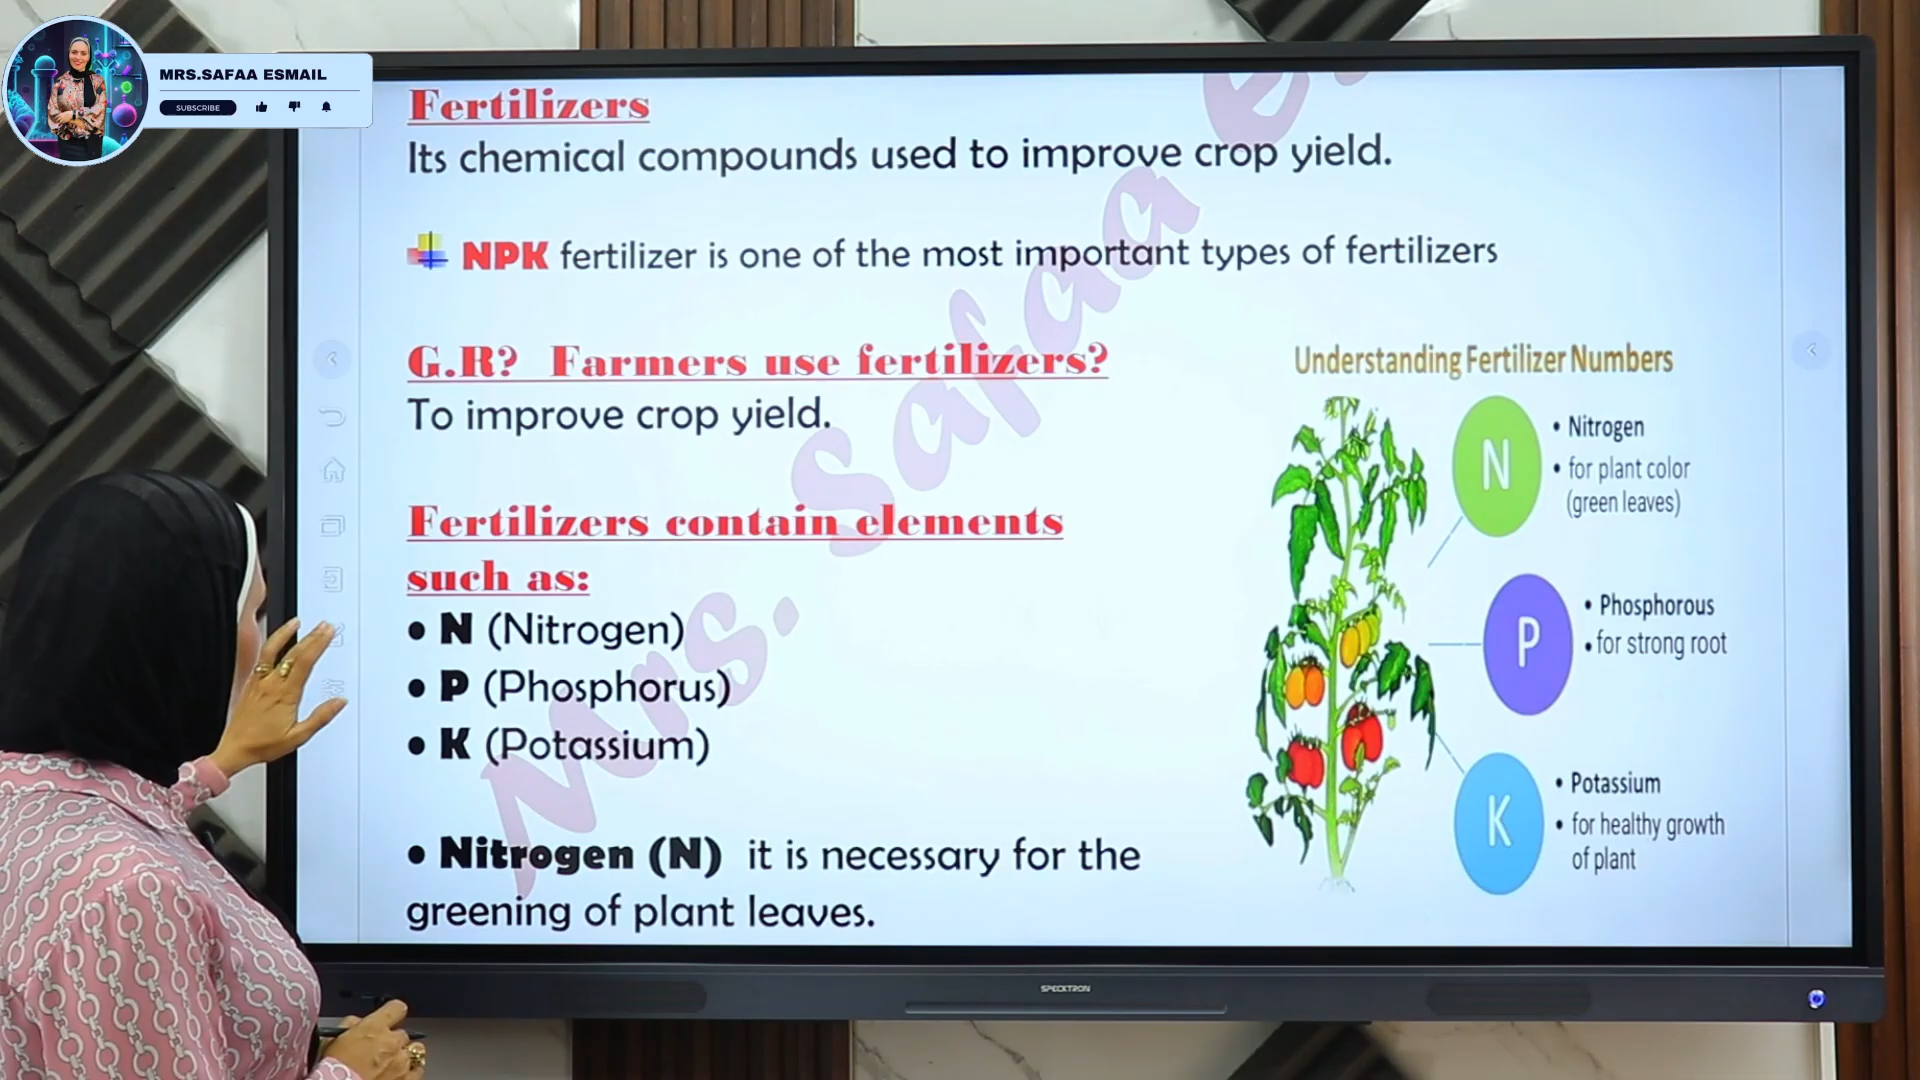 MRS.SAFAA ESMAIL
SUBSCRIBE
Fertilizers
Its chemical compounds used to improve crop yield.
NPK fertilizer is one of the most important types of fertilizers
G.R? Farmers use fertilizers?
To improve crop yield.
Fertilizers contain elements
such as:
• N (Nitrogen)
• P (Phosphorus)
• K (Potassium)
• Nitrogen (N) it is necessary for the
greening of plant leaves.
Understanding Fertilizer Numbers
N
• Nitrogen
• for plant color
(green leaves)
P
• Phosphorous
• for strong root
K
• Potassium
• for healthy growth
of plant
Mrs. Safaa e
SPECKTRON